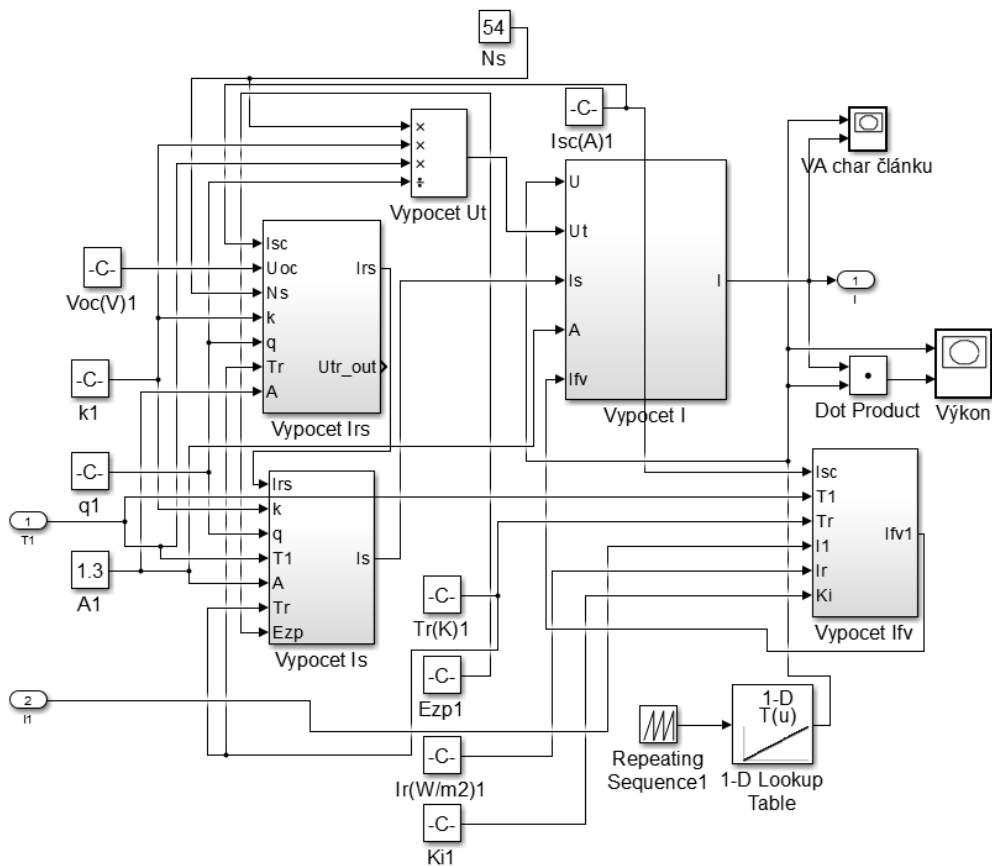 54
Ns
-C-
Isc(A)1
×
×
×
÷
Vypocet Ut
VA char článku
U
Ut
Is
A
Ifv
I
Vypocet I
1
I
Isc
Uoc
Ns
k
q
Tr
A
Irs
Utr_out
Vypocet Irs
-C-
Voc(V)1
-C-
k1
-C-
q1
1
T1
1.3
A1
Dot Product
Výkon
Irs
k
q
T1
A
Tr
Ezp
Is
Vypocet Is
Isc
T1
Tr
I1
Ir
Ki
Ifv1
Vypocet Ifv
-C-
Tr(K)1
-C-
Ezp1
2
I1
-C-
Ir(W/m2)1
-C-
Ki1
Repeating
Sequence1
1-D
T(u)
1-D Lookup
Table